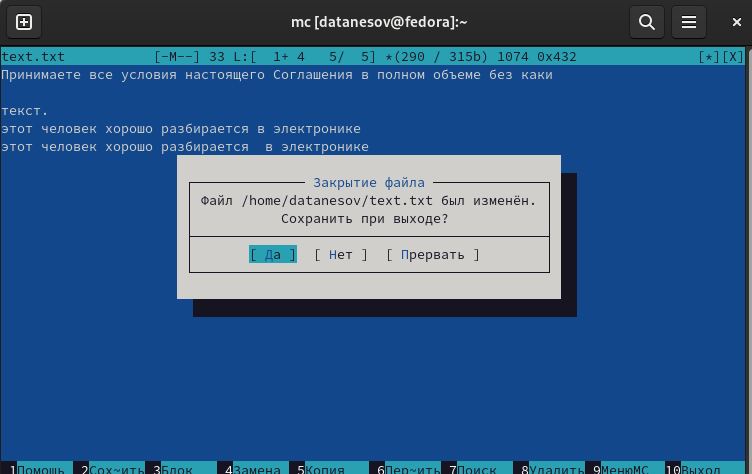 mc [datanesov@fedora]:~
text.txt [-M--] 33 L:[ 1+ 4 5/ 5] *(290 / 315b) 1074 0x432 [*][X]
Принимаете все условия настоящего Соглашения в полном объеме без каки
текст.
этот человек хорошо разбирается в электронике
этот человек хорошо разбирается  в электронике
Закрытие файла
Файл /home/datanesov/text.txt был изменён.
Сохранить при выходе?
[ Да ] [ Нет ] [ Прервать ]
1Помощь 2Сох~ить 3Блок 4Замена 5Копия 6Пер~ить 7Поиск 8Удалить 9МенюМС 10Выход